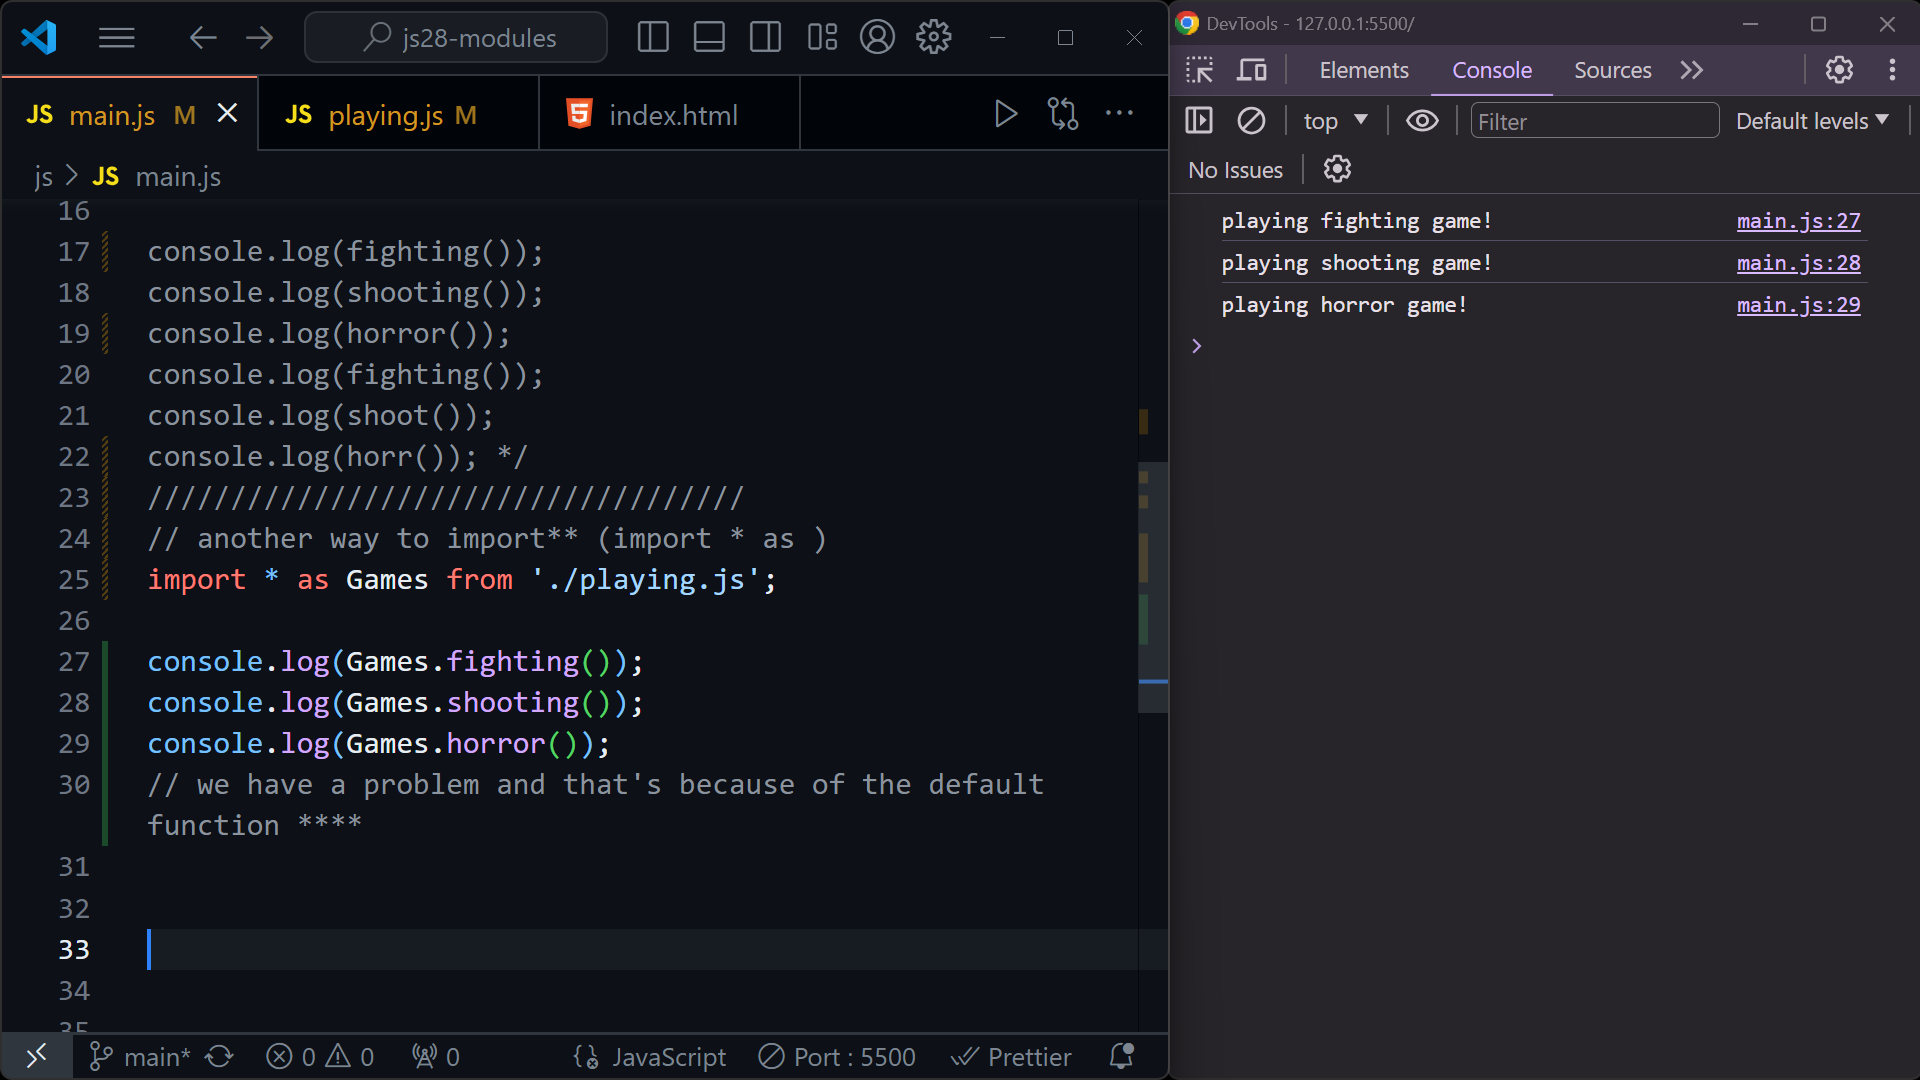 js28-modules
JS main.js M
JS playing.js M
index.html
js > JS main.js
16
17 console.log(fighting());
18 console.log(shooting());
19 console.log(horror());
20 console.log(fighting());
21 console.log(shoot());
22 console.log(horr()); */
23 ////////////////////////////////////
24 // another way to import** (import * as )
25 import * as Games from './playing.js';
26
27 console.log(Games.fighting());
28 console.log(Games.shooting());
29 console.log(Games.horror());
30 // we have a problem and that's because of the default
function ****
31
32
33
34
35
main* 0 0 0 JavaScript Port : 5500 Prettier
DevTools - 127.0.0.1:5500/
Elements Console Sources
top Filter Default levels
No Issues
playing fighting game! main.js:27
playing shooting game! main.js:28
playing horror game! main.js:29